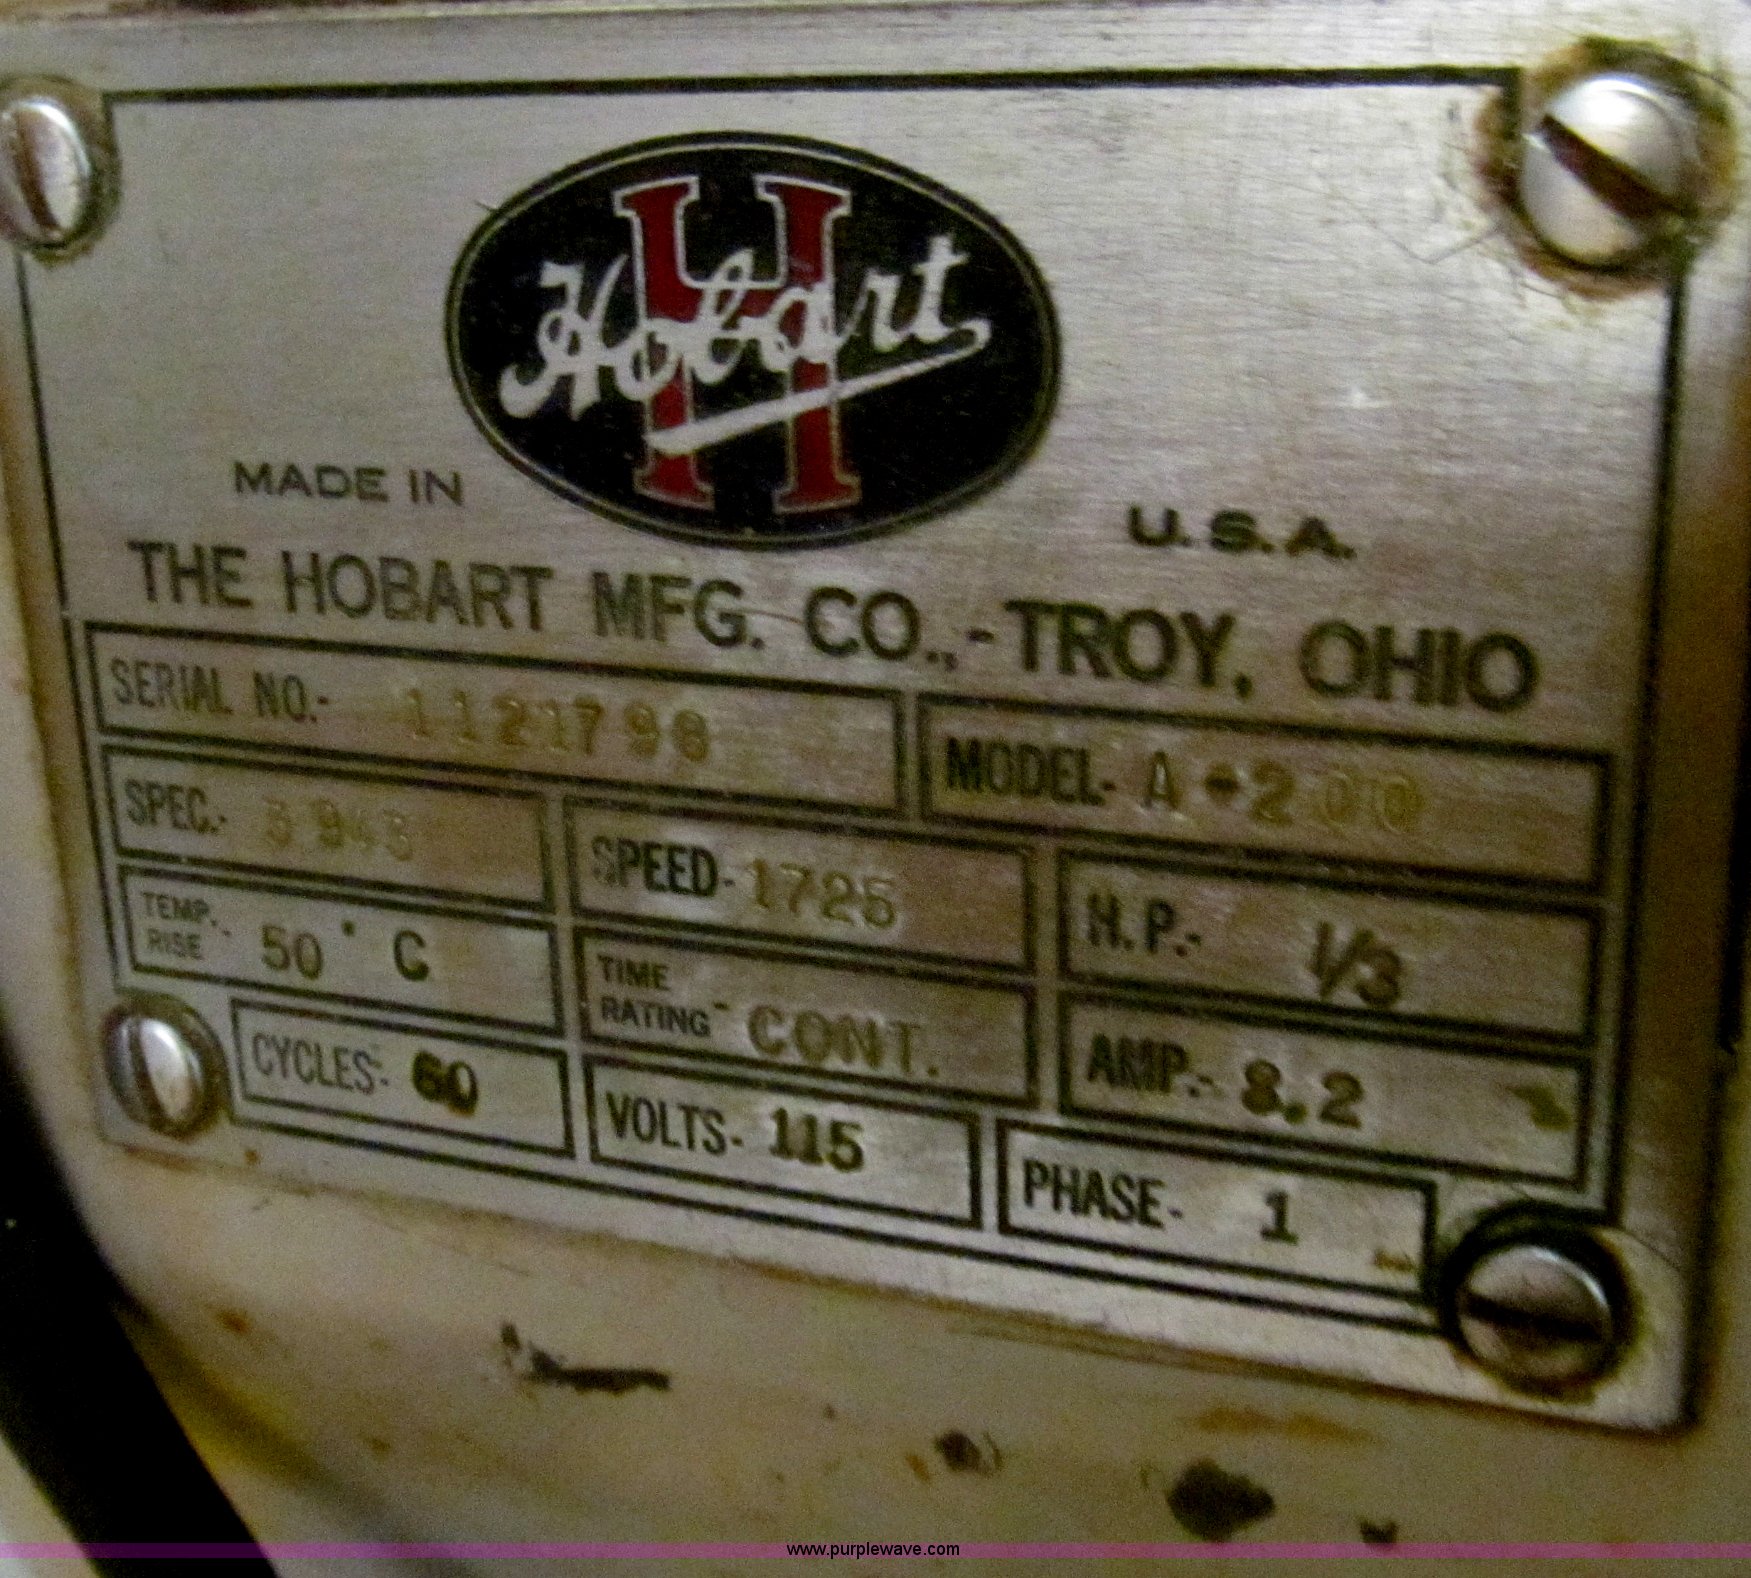 Hobart
MADE IN U.S.A.
THE HOBART MFG. CO.,-TROY, OHIO
SERIAL NO.- 1121798 MODEL- A-200
SPEC.- SPEED- 1725 H.P.- 1/3
TEMP. RISE - 50° C TIME RATING - CONT. AMP.- 8.2
CYCLES- 60 VOLTS- 115 PHASE- 1
www.purplewave.com